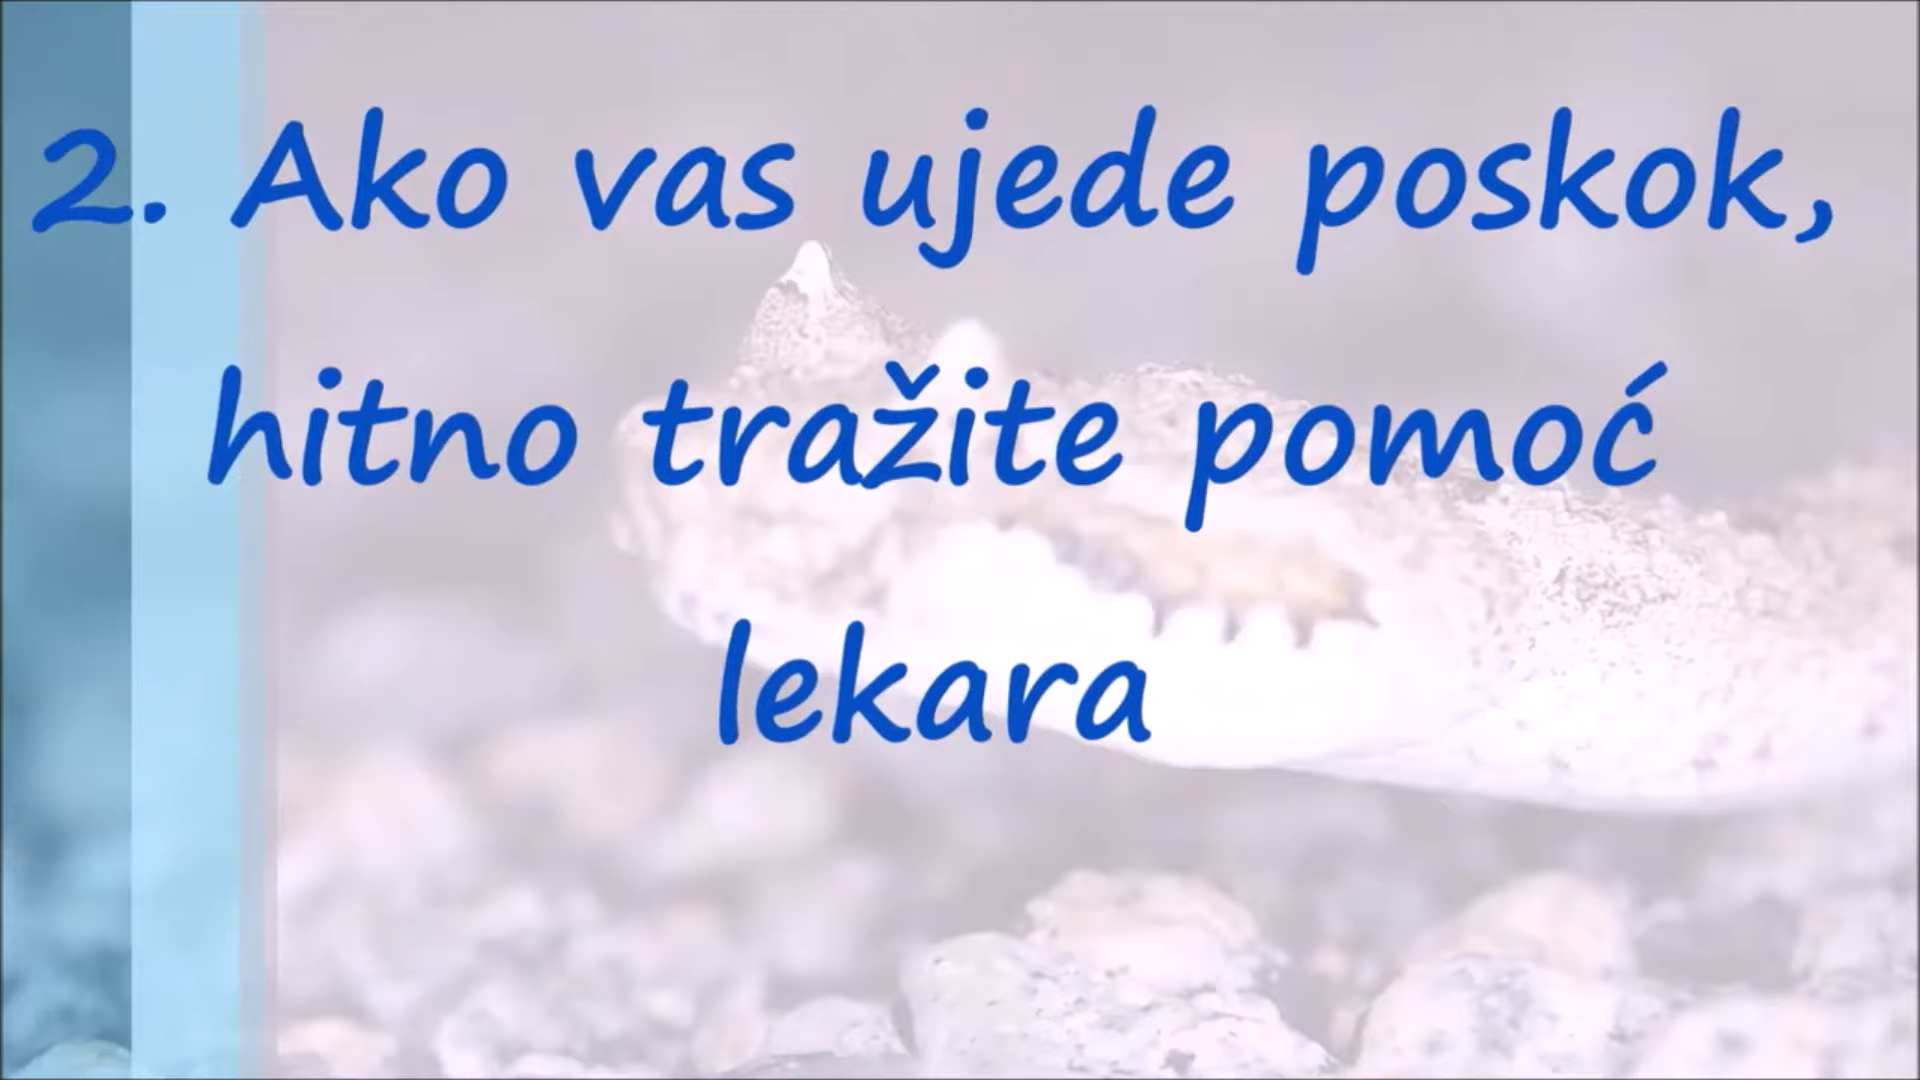 2. Ako vas ujede poskok,
hitno tražite pomoć
lekara